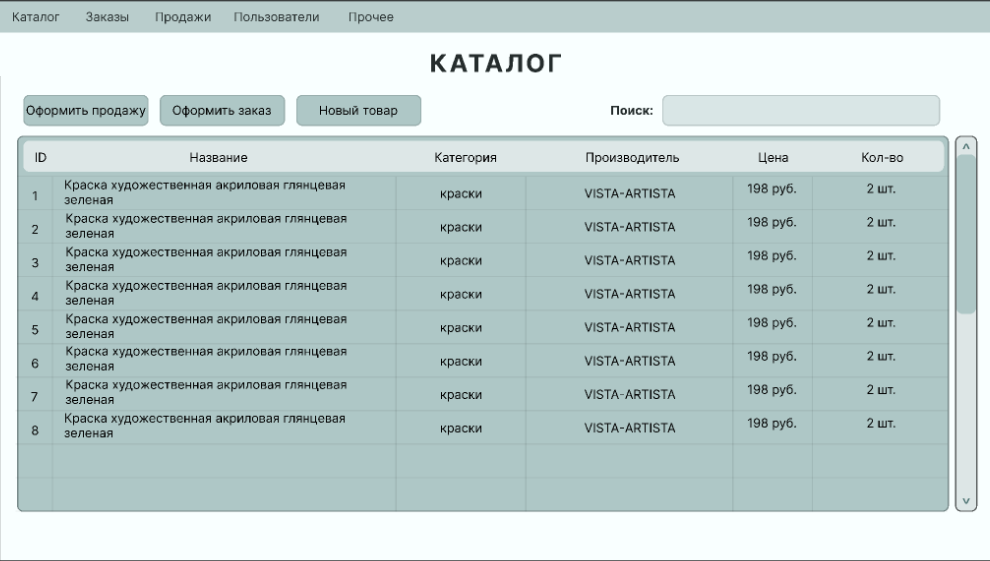 Каталог Заказы Продажи Пользователи Прочее
КАТАЛОГ
Оформить продажу Оформить заказ Новый товар Поиск:
ID Название Категория Производитель Цена Кол-во
1 Краска художественная акриловая глянцевая
зеленая краски VISTA-ARTISTA 198 руб. 2 шт.
2 Краска художественная акриловая глянцевая
зеленая краски VISTA-ARTISTA 198 руб. 2 шт.
3 Краска художественная акриловая глянцевая
зеленая краски VISTA-ARTISTA 198 руб. 2 шт.
4 Краска художественная акриловая глянцевая
зеленая краски VISTA-ARTISTA 198 руб. 2 шт.
5 Краска художественная акриловая глянцевая
зеленая краски VISTA-ARTISTA 198 руб. 2 шт.
6 Краска художественная акриловая глянцевая
зеленая краски VISTA-ARTISTA 198 руб. 2 шт.
7 Краска художественная акриловая глянцевая
зеленая краски VISTA-ARTISTA 198 руб. 2 шт.
8 Краска художественная акриловая глянцевая
зеленая краски VISTA-ARTISTA 198 руб. 2 шт.